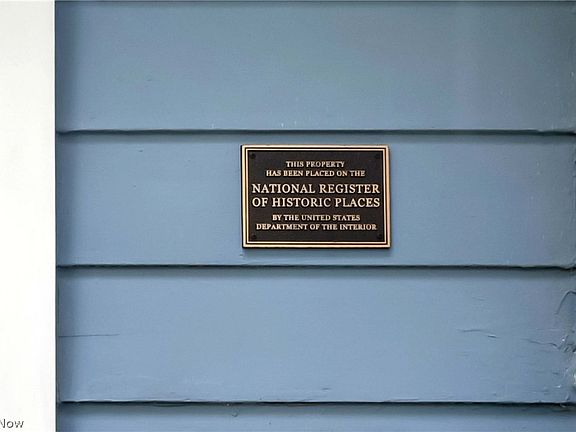 THIS PROPERTY
HAS BEEN PLACED ON THE
NATIONAL REGISTER
OF HISTORIC PLACES
BY THE UNITED STATES
DEPARTMENT OF THE INTERIOR
Now